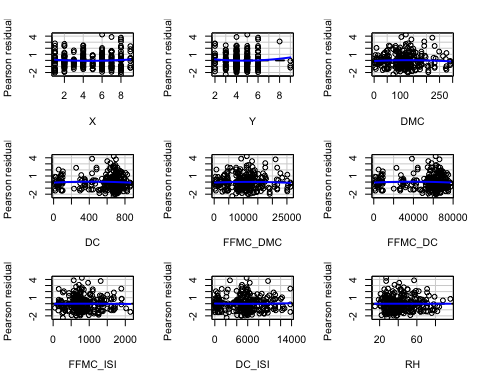 Pearson residual
4
1
-2
2 4 6 8
X
Pearson residual
4
1
-2
2 4 6 8
Y
Pearson residual
4
1
-2
0 100 250
DMC
Pearson residual
4
1
-2
0 400 800
DC
Pearson residual
4
1
-2
0 10000 25000
FFMC_DMC
Pearson residual
4
1
-2
0 40000 80000
FFMC_DC
Pearson residual
4
1
-2
0 1000 2000
FFMC_ISI
Pearson residual
4
1
-2
0 6000 14000
DC_ISI
Pearson residual
4
1
-2
20 60
RH